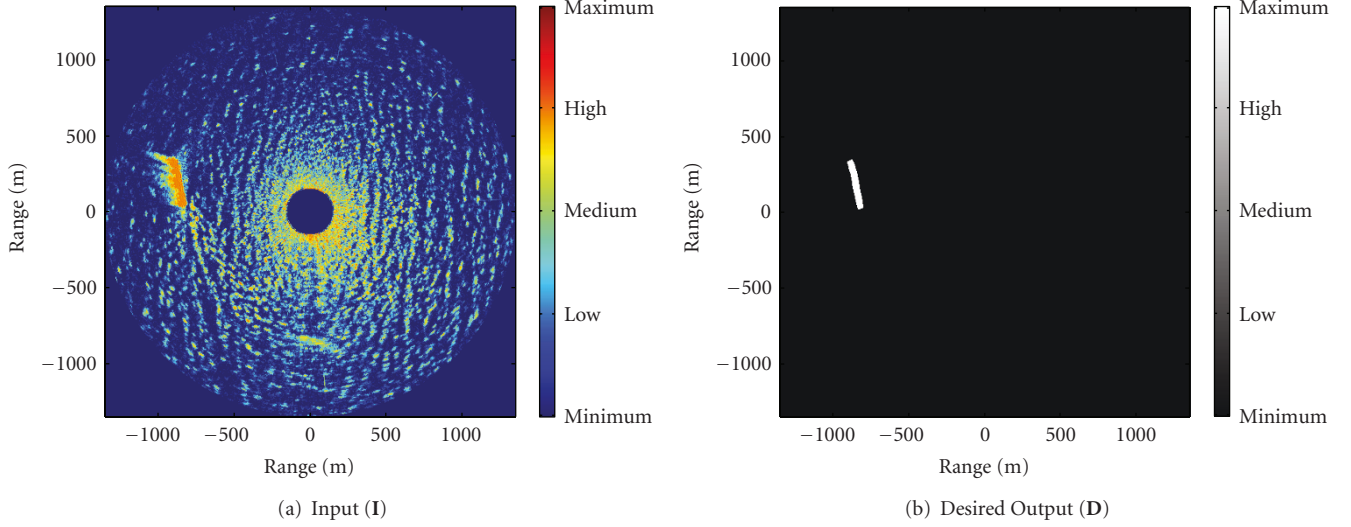 Maximum
High
Medium
Low
Minimum
1000
500
0
−500
−1000
Range (m)
−1000 −500 0 500 1000
Range (m)
(a) Input (I)
Maximum
High
Medium
Low
Minimum
1000
500
0
−500
−1000
Range (m)
−1000 −500 0 500 1000
Range (m)
(b) Desired Output (D)